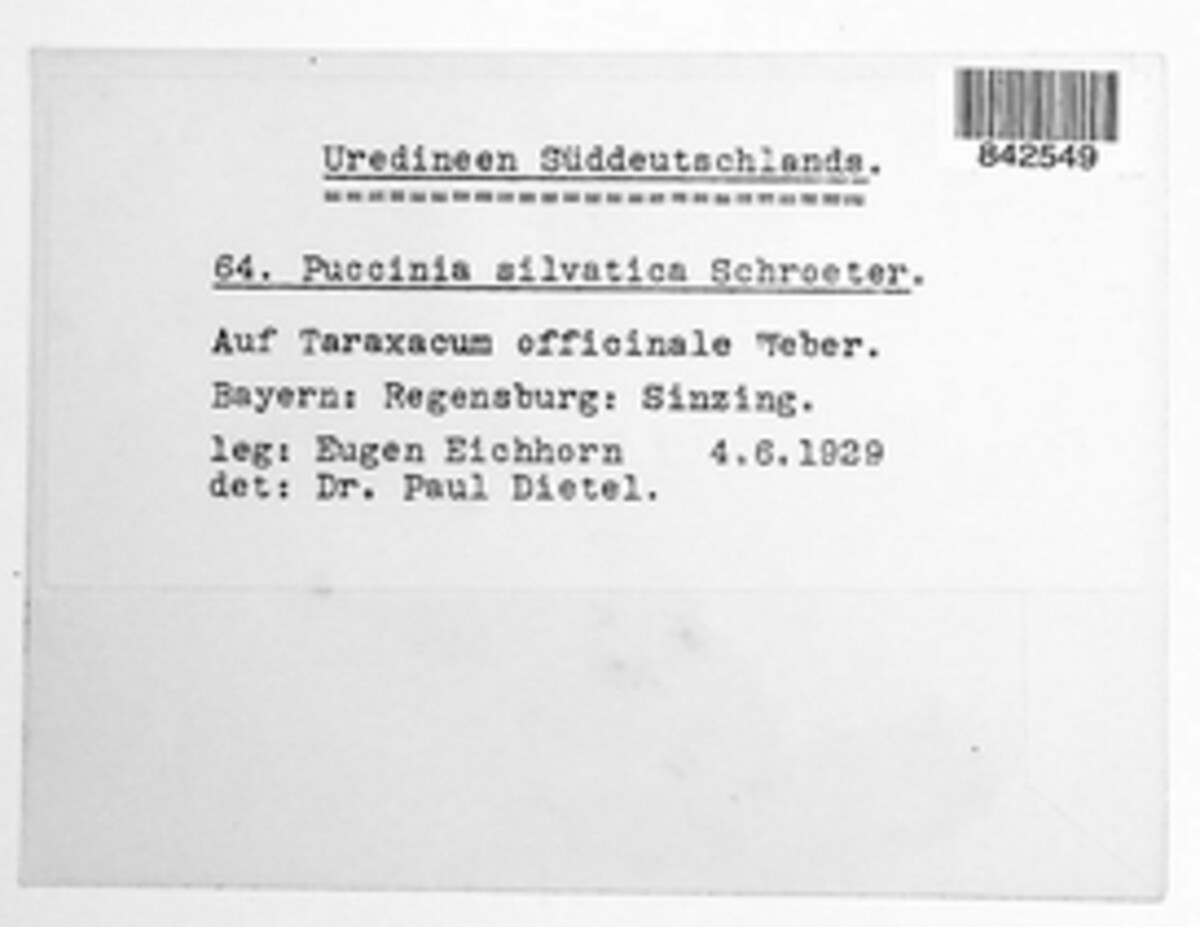 842549
Uredineen Süddeutschlands.
64. Puccinia silvatica Schroeter.
Auf Taraxacum officinale Weber.
Bayern: Regensburg: Sinzing.
leg: Eugen Eichhorn 4.6.1929
det: Dr. Paul Dietel.